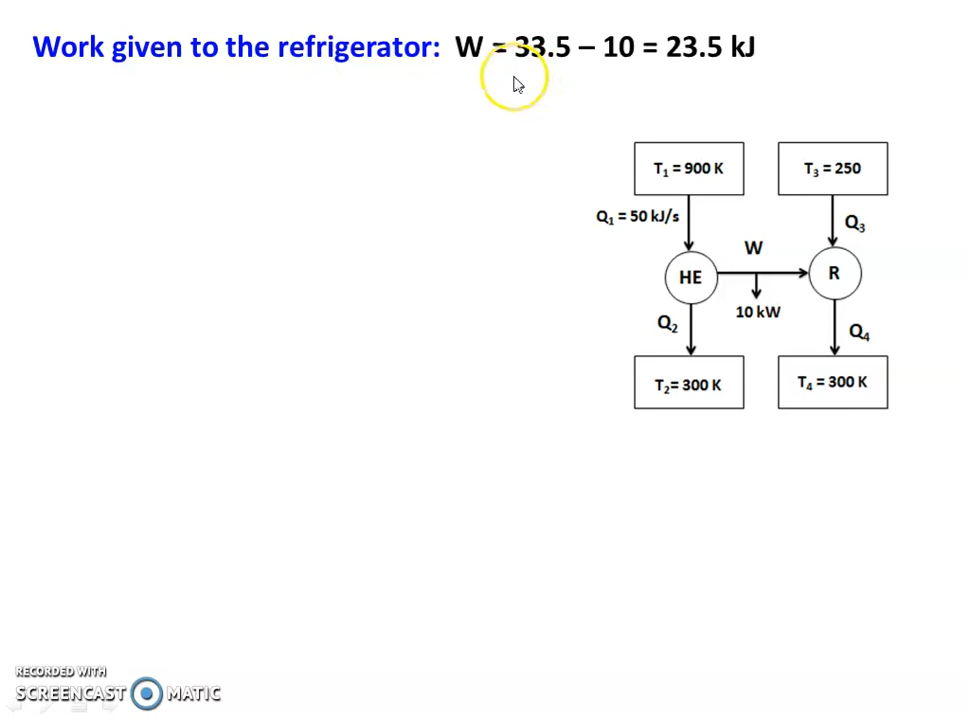 Work given to the refrigerator: W = 33.5 – 10 = 23.5 kJ
T₁ = 900 K
T₃ = 250
Q₁ = 50 kJ/s
Q₃
W
HE
R
10 kW
Q₂
Q₄
T₂= 300 K
T₄ = 300 K
RECORDED WITH
SCREENCAST MATIC